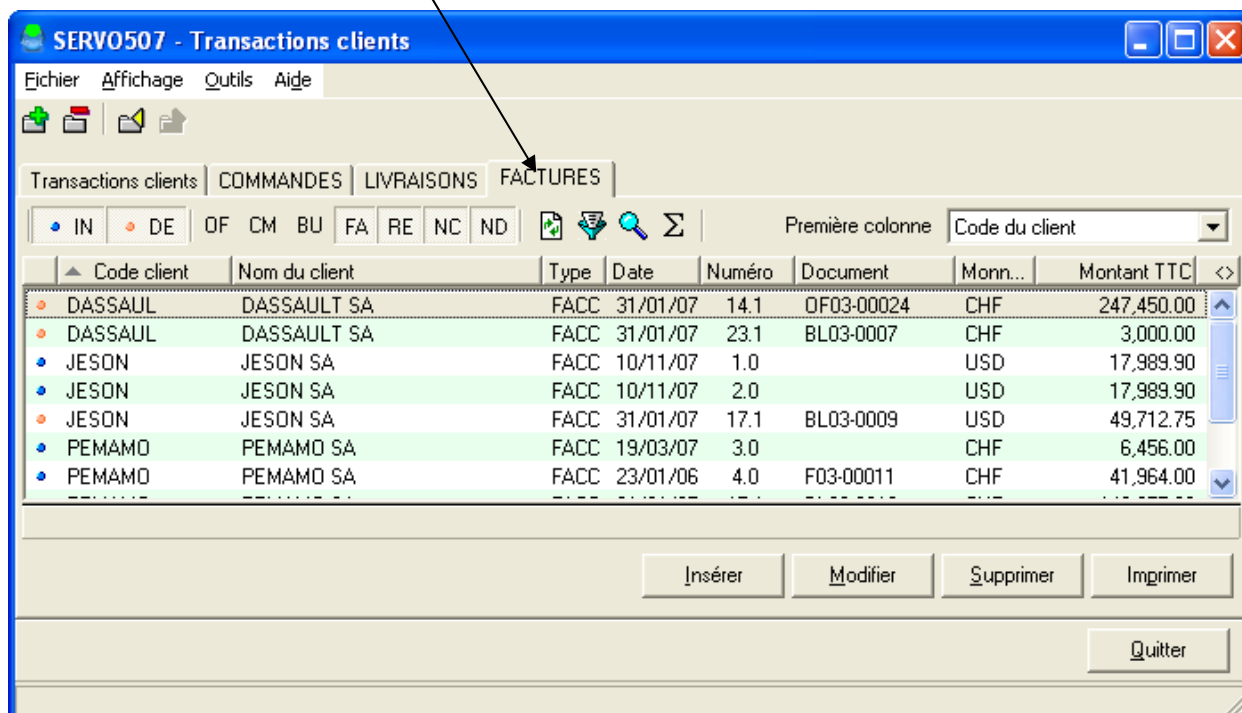 SERVO507 - Transactions clients
Fichier Affichage Outils Aide
Transactions clients COMMANDES LIVRAISONS FACTURES
IN DE OF CM BU FA RE NC ND Σ Première colonne Code du client
Code client Nom du client Type Date Numéro Document Monn... Montant TTC <>
DASSAUL DASSAULT SA FACC 31/01/07 14.1 OF03-00024 CHF 247,450.00
DASSAUL DASSAULT SA FACC 31/01/07 23.1 BL03-0007 CHF 3,000.00
JESON JESON SA FACC 10/11/07 1.0 USD 17,989.90
JESON JESON SA FACC 10/11/07 2.0 USD 17,989.90
JESON JESON SA FACC 31/01/07 17.1 BL03-0009 USD 49,712.75
PEMAMO PEMAMO SA FACC 19/03/07 3.0 CHF 6,456.00
PEMAMO PEMAMO SA FACC 23/01/06 4.0 F03-00011 CHF 41,964.00
Insérer Modifier Supprimer Imprimer
Quitter